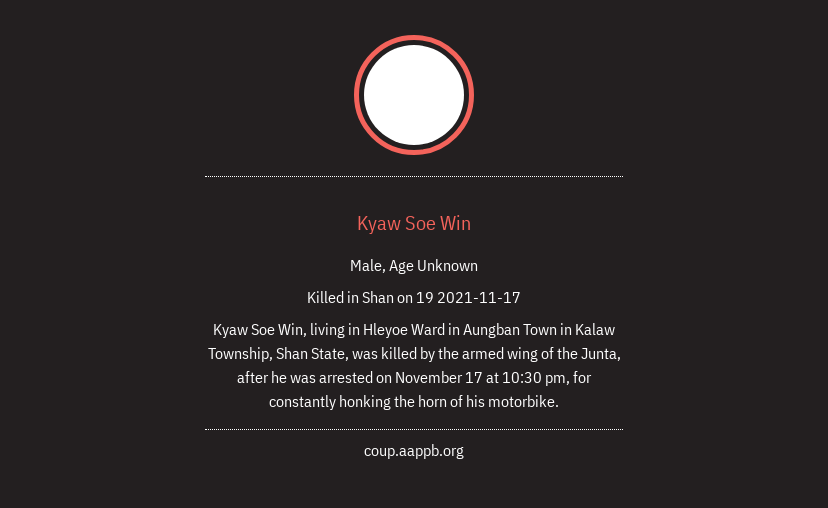 Kyaw Soe Win
Male, Age Unknown
Killed in Shan on 19 2021-11-17
Kyaw Soe Win, living in Hleyoe Ward in Aungban Town in Kalaw
Township, Shan State, was killed by the armed wing of the Junta,
after he was arrested on November 17 at 10:30 pm, for
constantly honking the horn of his motorbike.
coup.aappb.org